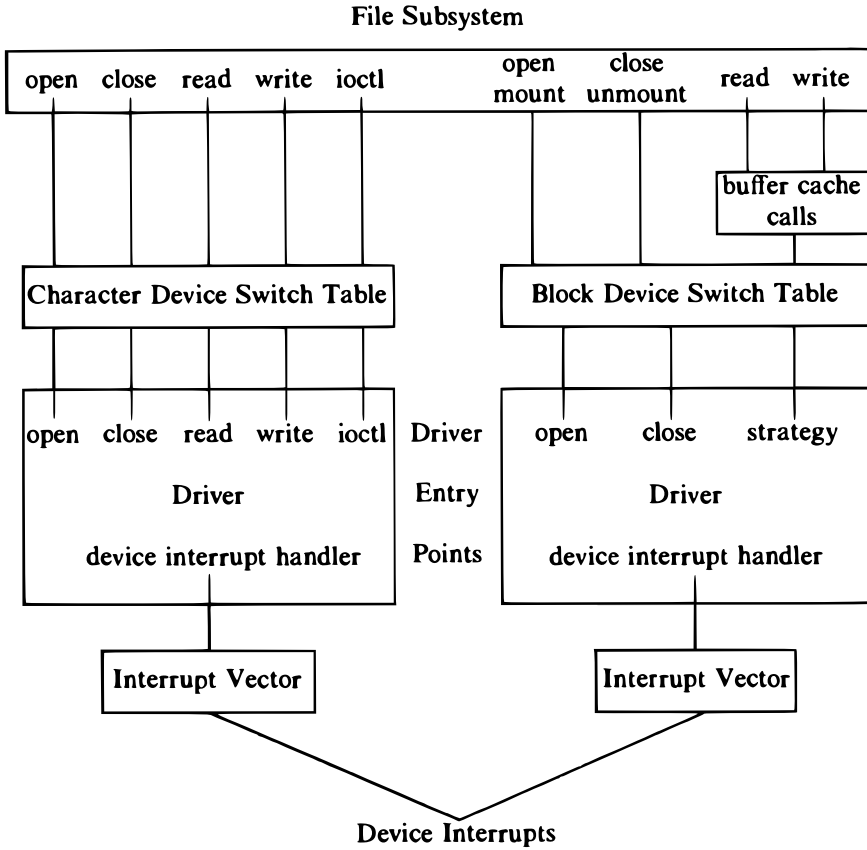 File Subsystem
open close read write ioctl
open mount
close unmount
read write
buffer cache
calls
Character Device Switch Table
Block Device Switch Table
open close read write ioctl
Driver
open close strategy
Driver
Entry
Driver
device interrupt handler
Points
device interrupt handler
Interrupt Vector
Interrupt Vector
Device Interrupts